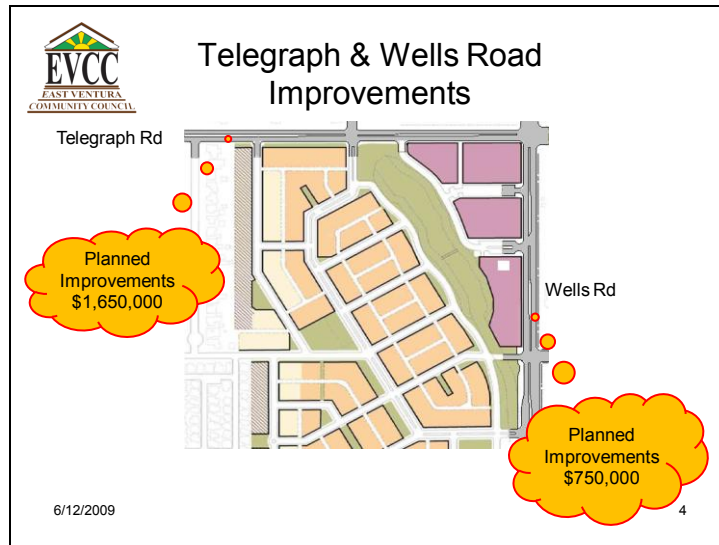 EVCC
EAST VENTURA
COMMUNITY COUNCIL
Telegraph & Wells Road
Improvements
Telegraph Rd
Planned
Improvements
$1,650,000
Wells Rd
Planned
Improvements
$750,000
6/12/2009
4